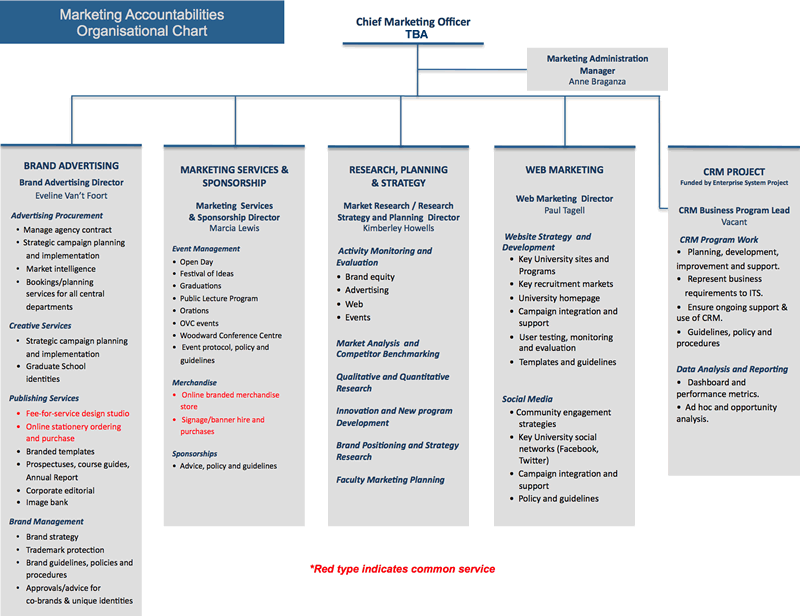 Marketing Accountabilities
Organisational Chart
Chief Marketing Officer
TBA
Marketing Administration
Manager
Anne Braganza
BRAND ADVERTISING
Brand Advertising Director
Eveline Van't Foort
Advertising Procurement
• Manage agency contract
• Strategic campaign planning
and implementation
• Market intelligence
• Bookings/planning
services for all central
departments
Creative Services
• Strategic campaign planning
and implementation
• Graduate School
identities
Publishing Services
• Fee-for-service design studio
• Online stationery ordering
and purchase
• Branded templates
• Prospectuses, course guides,
Annual Report
• Corporate editorial
• Image bank
Brand Management
• Brand strategy
• Trademark protection
• Brand guidelines, policies and
procedures
• Approvals/advice for
co-brands & unique identities
MARKETING SERVICES &
SPONSORSHIP
Marketing Services
& Sponsorship Director
Marcia Lewis
Event Management
• Open Day
• Festival of Ideas
• Graduations
• Public Lecture Program
• Orations
• OVC events
• Woodward Conference Centre
• Event protocol, policy and
guidelines
Merchandise
• Online branded merchandise
store
• Signage/banner hire and
purchases
Sponsorships
• Advice, policy and guidelines
RESEARCH, PLANNING
& STRATEGY
Market Research / Research
Strategy and Planning Director
Kimberley Howells
Activity Monitoring and
Evaluation
• Brand equity
• Advertising
• Web
• Events
Market Analysis and
Competitor Benchmarking
Qualitative and Quantitative
Research
Innovation and New program
Development
Brand Positioning and Strategy
Research
Faculty Marketing Planning
WEB MARKETING
Web Marketing Director
Paul Tagell
Website Strategy and
Development
• Key University sites and
Programs
• Key recruitment markets
• University homepage
• Campaign integration and
support
• User testing, monitoring
and evaluation
• Templates and guidelines
Social Media
• Community engagement
strategies
• Key University social
networks (Facebook,
Twitter)
• Campaign integration and
support
• Policy and guidelines
CRM PROJECT
Funded by Enterprise System Project
CRM Business Program Lead
Vacant
CRM Program Work
• Planning, development,
improvement and support.
• Represent business
requirements to ITS.
• Ensure ongoing support &
use of CRM.
• Guidelines, policy and
procedures
Data Analysis and Reporting
• Dashboard and
performance metrics.
• Ad hoc and opportunity
analysis.
*Red type indicates common service